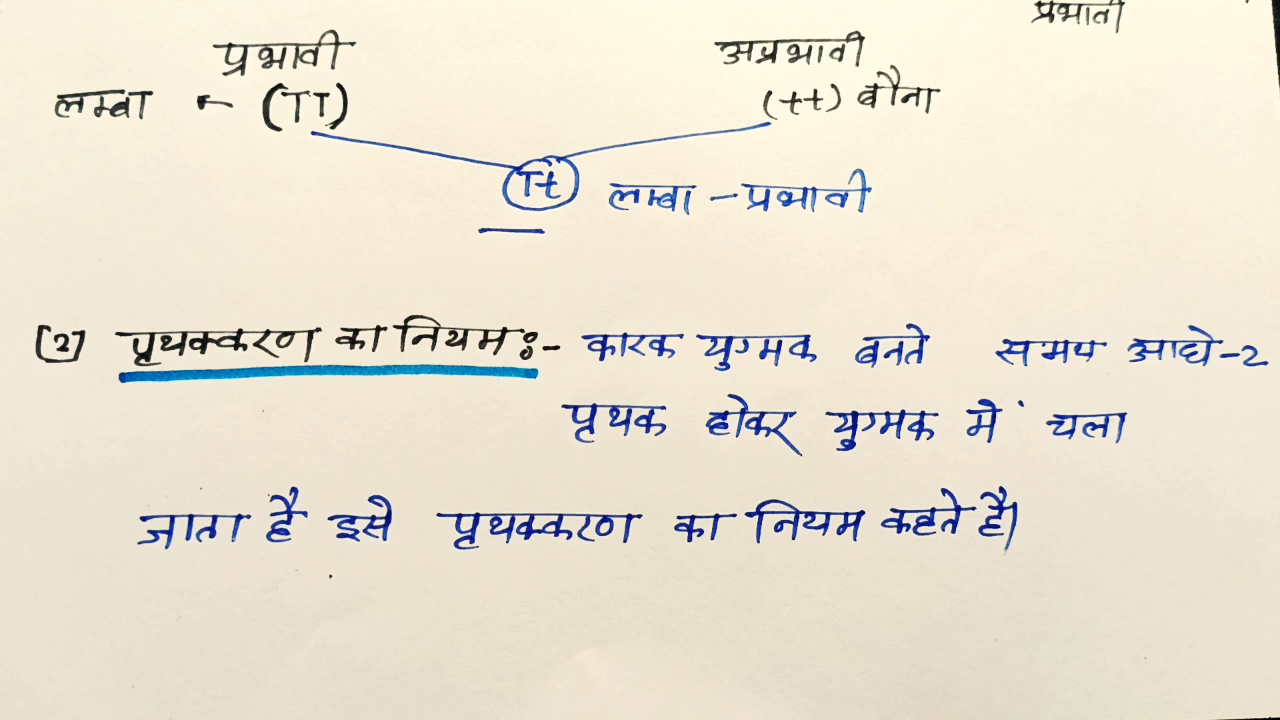 प्रभाती
प्रभावी अप्रभावी
लम्बा - (TT) (tt) बौना
Tt लम्बा - प्रभावी
[2] पृथक्करण का नियम :- कारक युग्मक बनते समय आधे-2
पृथक होकर युग्मक में चला
जाता है इसे पृथक्करण का नियम कहते है।